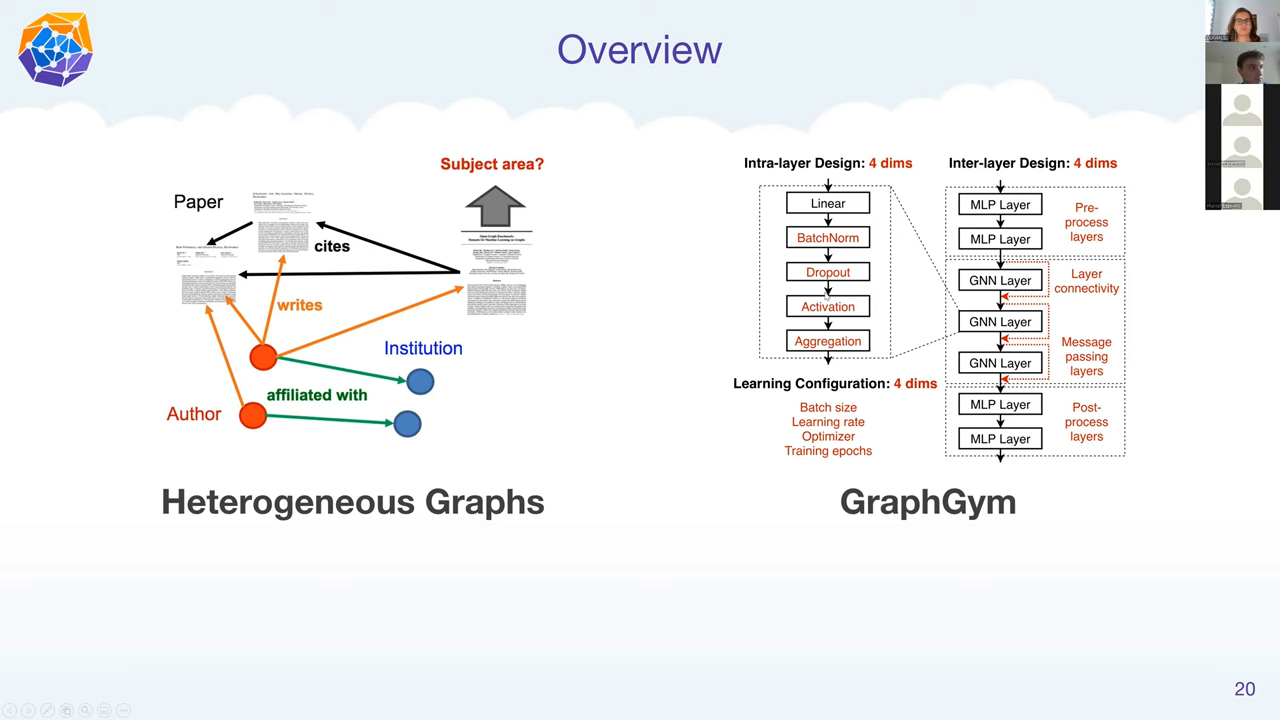 Overview
Subject area?
Paper
cites
writes
Institution
affiliated with
Author
Heterogeneous Graphs
Intra-layer Design: 4 dims
Linear
BatchNorm
Dropout
Activation
Aggregation
Learning Configuration: 4 dims
Batch size
Learning rate
Optimizer
Training epochs
Inter-layer Design: 4 dims
MLP Layer
MLP Layer
Pre-
process
layers
GNN Layer
GNN Layer
GNN Layer
Layer
connectivity
Message
passing
layers
MLP Layer
MLP Layer
Post-
process
layers
GraphGym
20